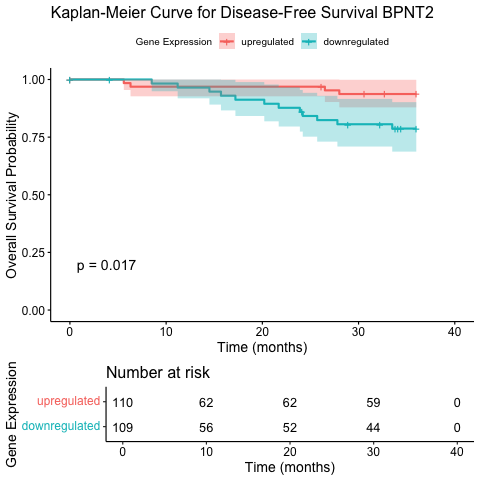 Kaplan-Meier Curve for Disease-Free Survival BPNT2
Gene Expression upregulated downregulated
Overall Survival Probability
1.00
0.75
0.50
0.25
0.00
p = 0.017
0 10 20 30 40
Time (months)
Number at risk
Gene Expression
upregulated 110 62 62 59 0
downregulated 109 56 52 44 0
0 10 20 30 40
Time (months)